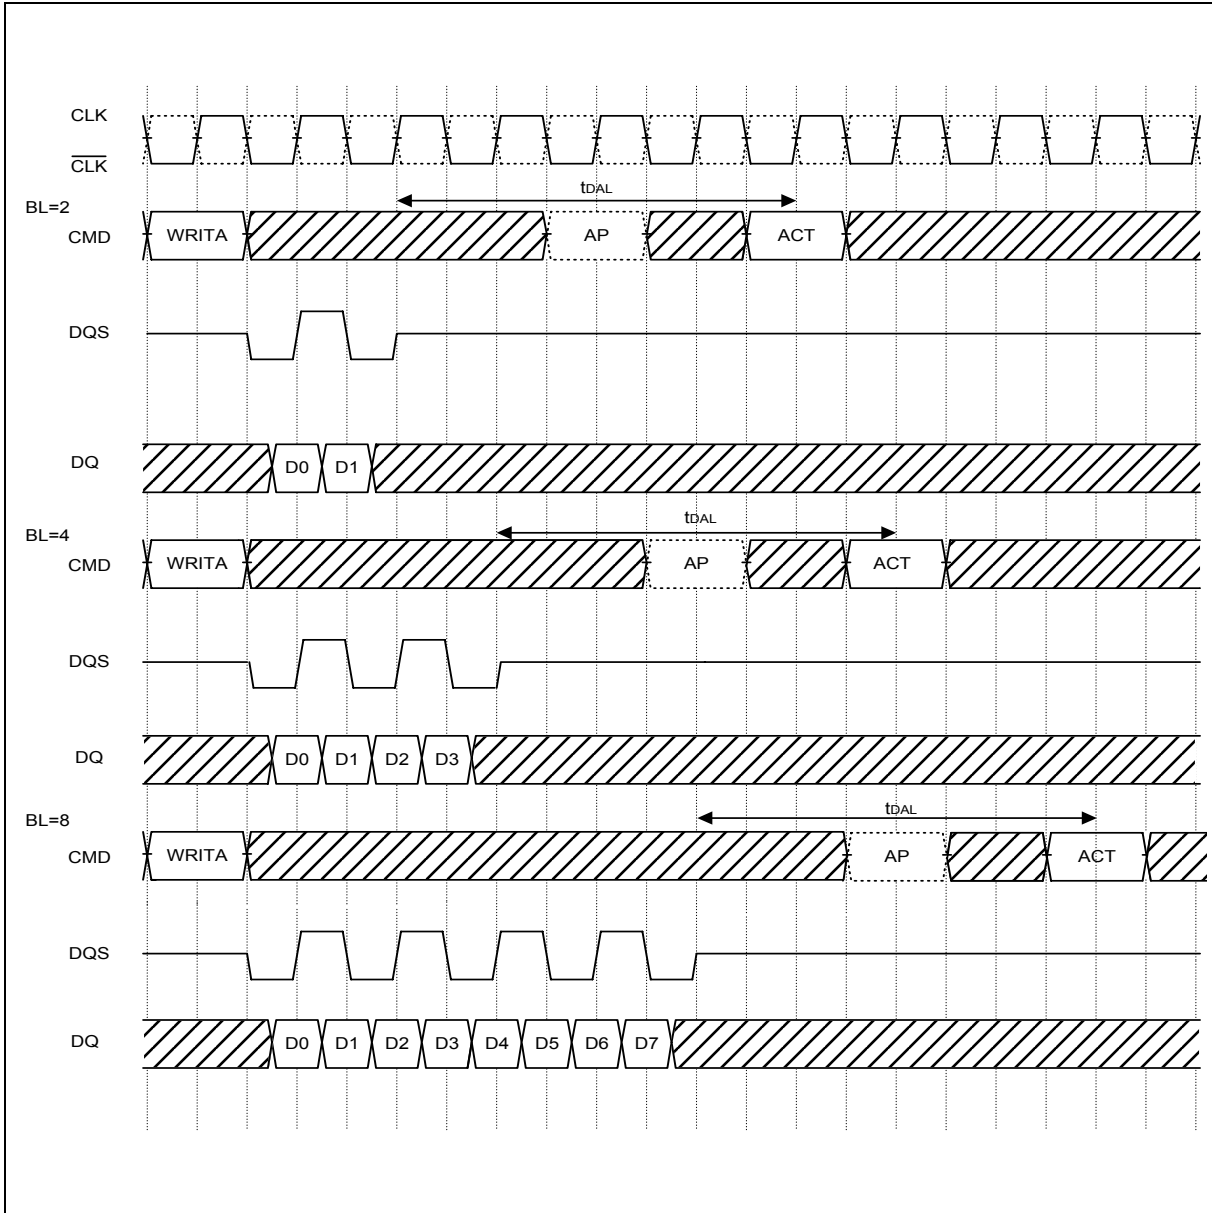 CLK
CLK
tDAL
BL=2
CMD WRITA AP ACT
DQS
DQ D0 D1
tDAL
BL=4
CMD WRITA AP ACT
DQS
DQ D0 D1 D2 D3
tDAL
BL=8
CMD WRITA AP ACT
DQS
DQ D0 D1 D2 D3 D4 D5 D6 D7